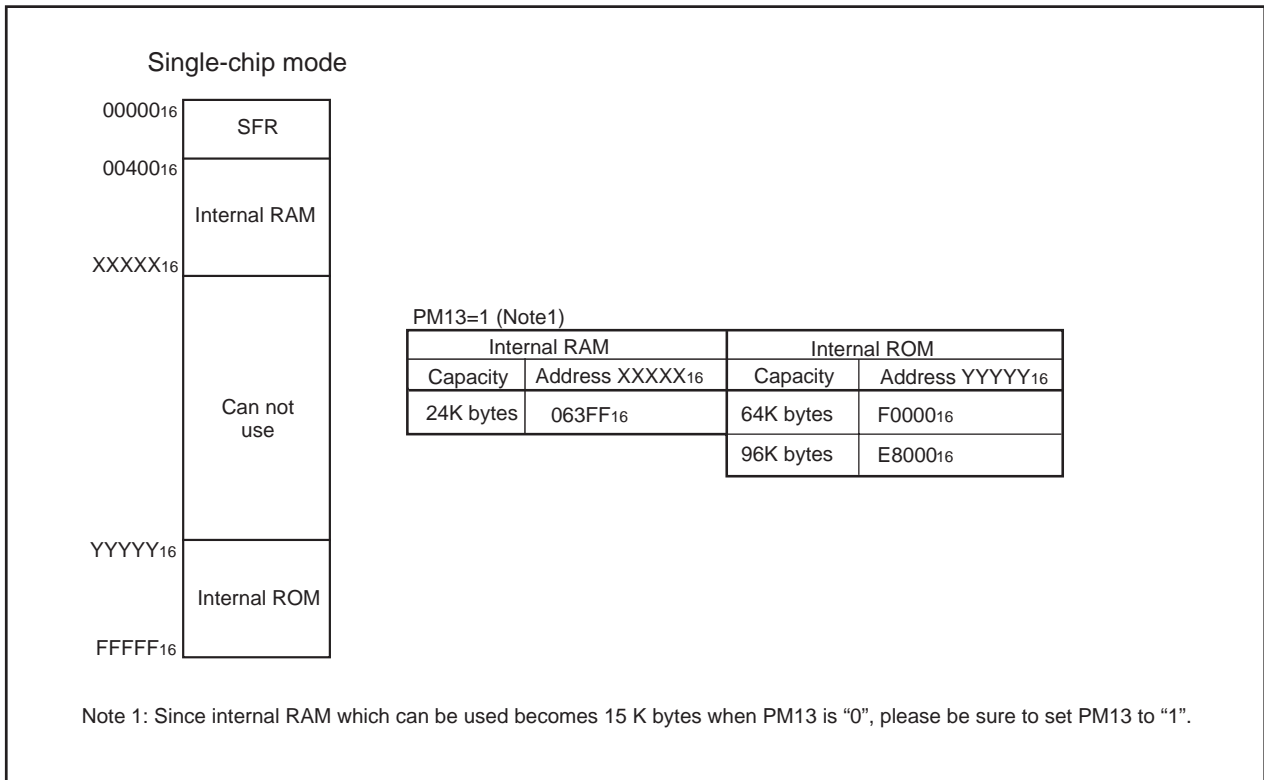 Single-chip mode
0000016
SFR
0040016
Internal RAM
XXXXX16
Can not
use
YYYYY16
Internal ROM
FFFFF16
PM13=1 (Note1)
Internal RAM Internal ROM
Capacity Address XXXXX16 Capacity Address YYYYY16
24K bytes 063FF16 64K bytes F000016
96K bytes E800016
Note 1: Since internal RAM which can be used becomes 15 K bytes when PM13 is “0”, please be sure to set PM13 to “1”.